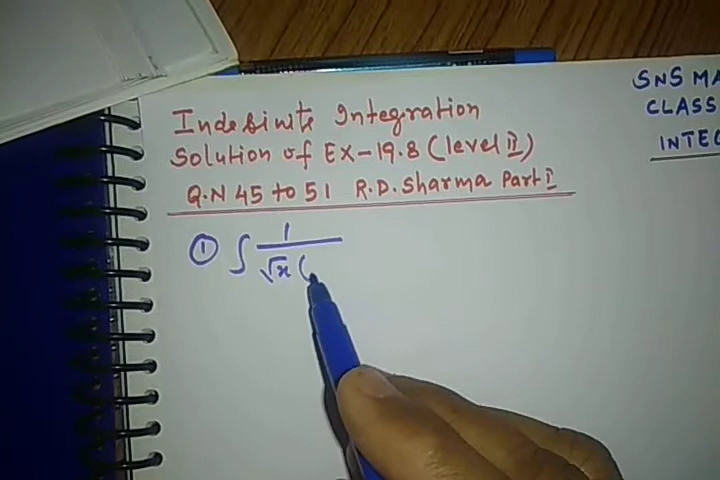 Indefinite Integration
Solution of EX-19.8 (level II)
Q.N 45 to 51 R.D. Sharma Part I
① ∫ 1
√x (
SNS MA
CLASS
INTEG